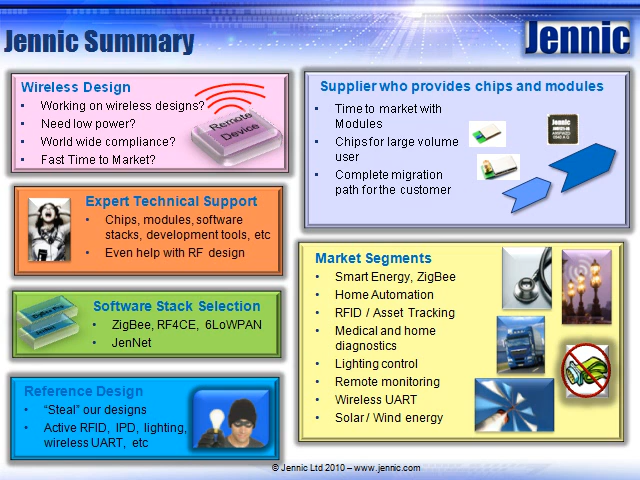 Jennic Summary
Jennic
Wireless Design
• Working on wireless designs?
• Need low power?
• World wide compliance?
• Fast Time to Market?
Remote
Device
Expert Technical Support
• Chips, modules, software
stacks, development tools, etc
• Even help with RF design
Software Stack Selection
• ZigBee, RF4CE, 6LoWPAN
• JenNet
ZigBee Pro
JenNet
Reference Design
• “Steal” our designs
• Active RFID, IPD, lighting,
wireless UART, etc
Supplier who provides chips and modules
• Time to market with
Modules
• Chips for large volume
user
• Complete migration
path for the customer
Jennic
Market Segments
• Smart Energy, ZigBee
• Home Automation
• RFID / Asset Tracking
• Medical and home
diagnostics
• Lighting control
• Remote monitoring
• Wireless UART
• Solar / Wind energy
© Jennic Ltd 2010 – www.jennic.com